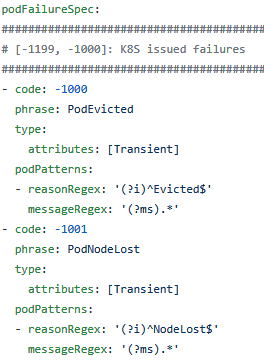 podFailureSpec:
###########################################
# [-1199, -1000]: K8S issued failures
###########################################
- code: -1000
  phrase: PodEvicted
  type:
    attributes: [Transient]
  podPatterns:
  - reasonRegex: '(?i)^Evicted$'
    messageRegex: '(?ms).*'
- code: -1001
  phrase: PodNodeLost
  type:
    attributes: [Transient]
  podPatterns:
  - reasonRegex: '(?i)^NodeLost$'
    messageRegex: '(?ms).*'